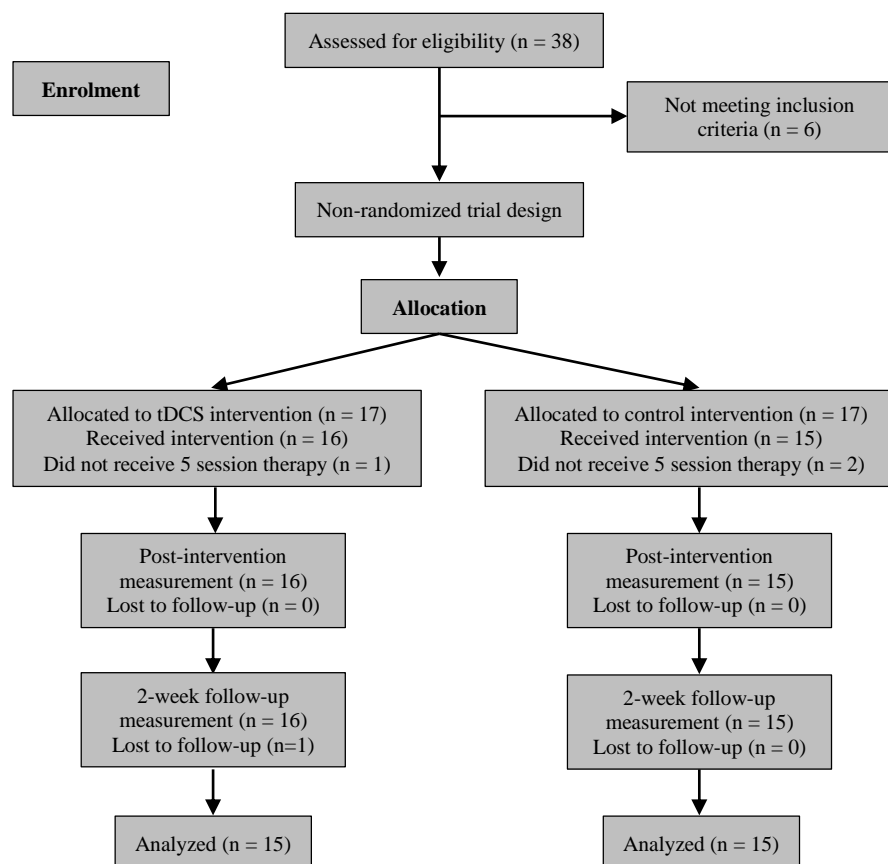 Assessed for eligibility (n = 38)
Enrolment
Not meeting inclusion
criteria (n = 6)
Non-randomized trial design
Allocation
Allocated to tDCS intervention (n = 17)
Received intervention (n = 16)
Did not receive 5 session therapy (n = 1)
Allocated to control intervention (n = 17)
Received intervention (n = 15)
Did not receive 5 session therapy (n = 2)
Post-intervention
measurement (n = 16)
Lost to follow-up (n = 0)
Post-intervention
measurement (n = 15)
Lost to follow-up (n = 0)
2-week follow-up
measurement (n = 16)
Lost to follow-up (n=1)
2-week follow-up
measurement (n = 15)
Lost to follow-up (n = 0)
Analyzed (n = 15)
Analyzed (n = 15)